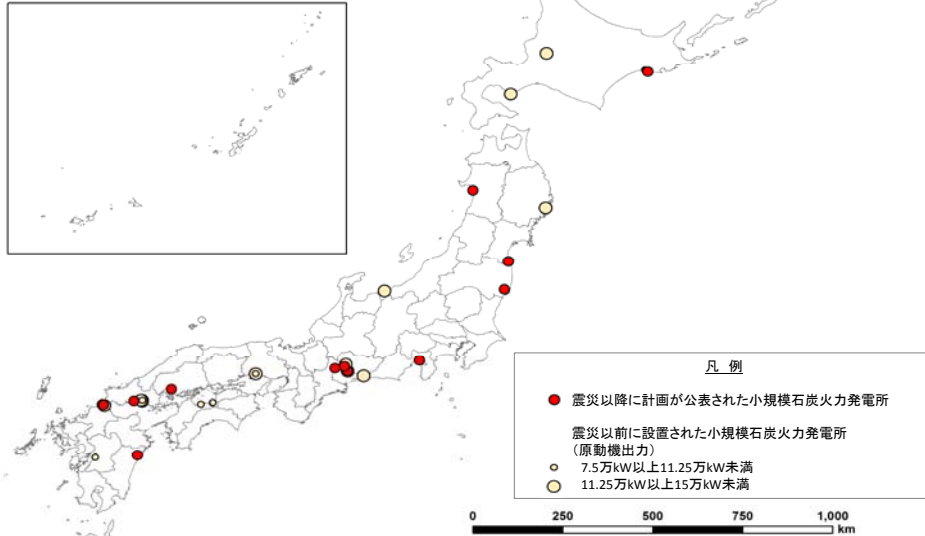 凡 例
震災以降に計画が公表された小規模石炭火力発電所
震災以前に設置された小規模石炭火力発電所
(原動機出力)
7.5万kW以上11.25万kW未満
11.25万kW以上15万kW未満
0 250 500 750 1,000
km